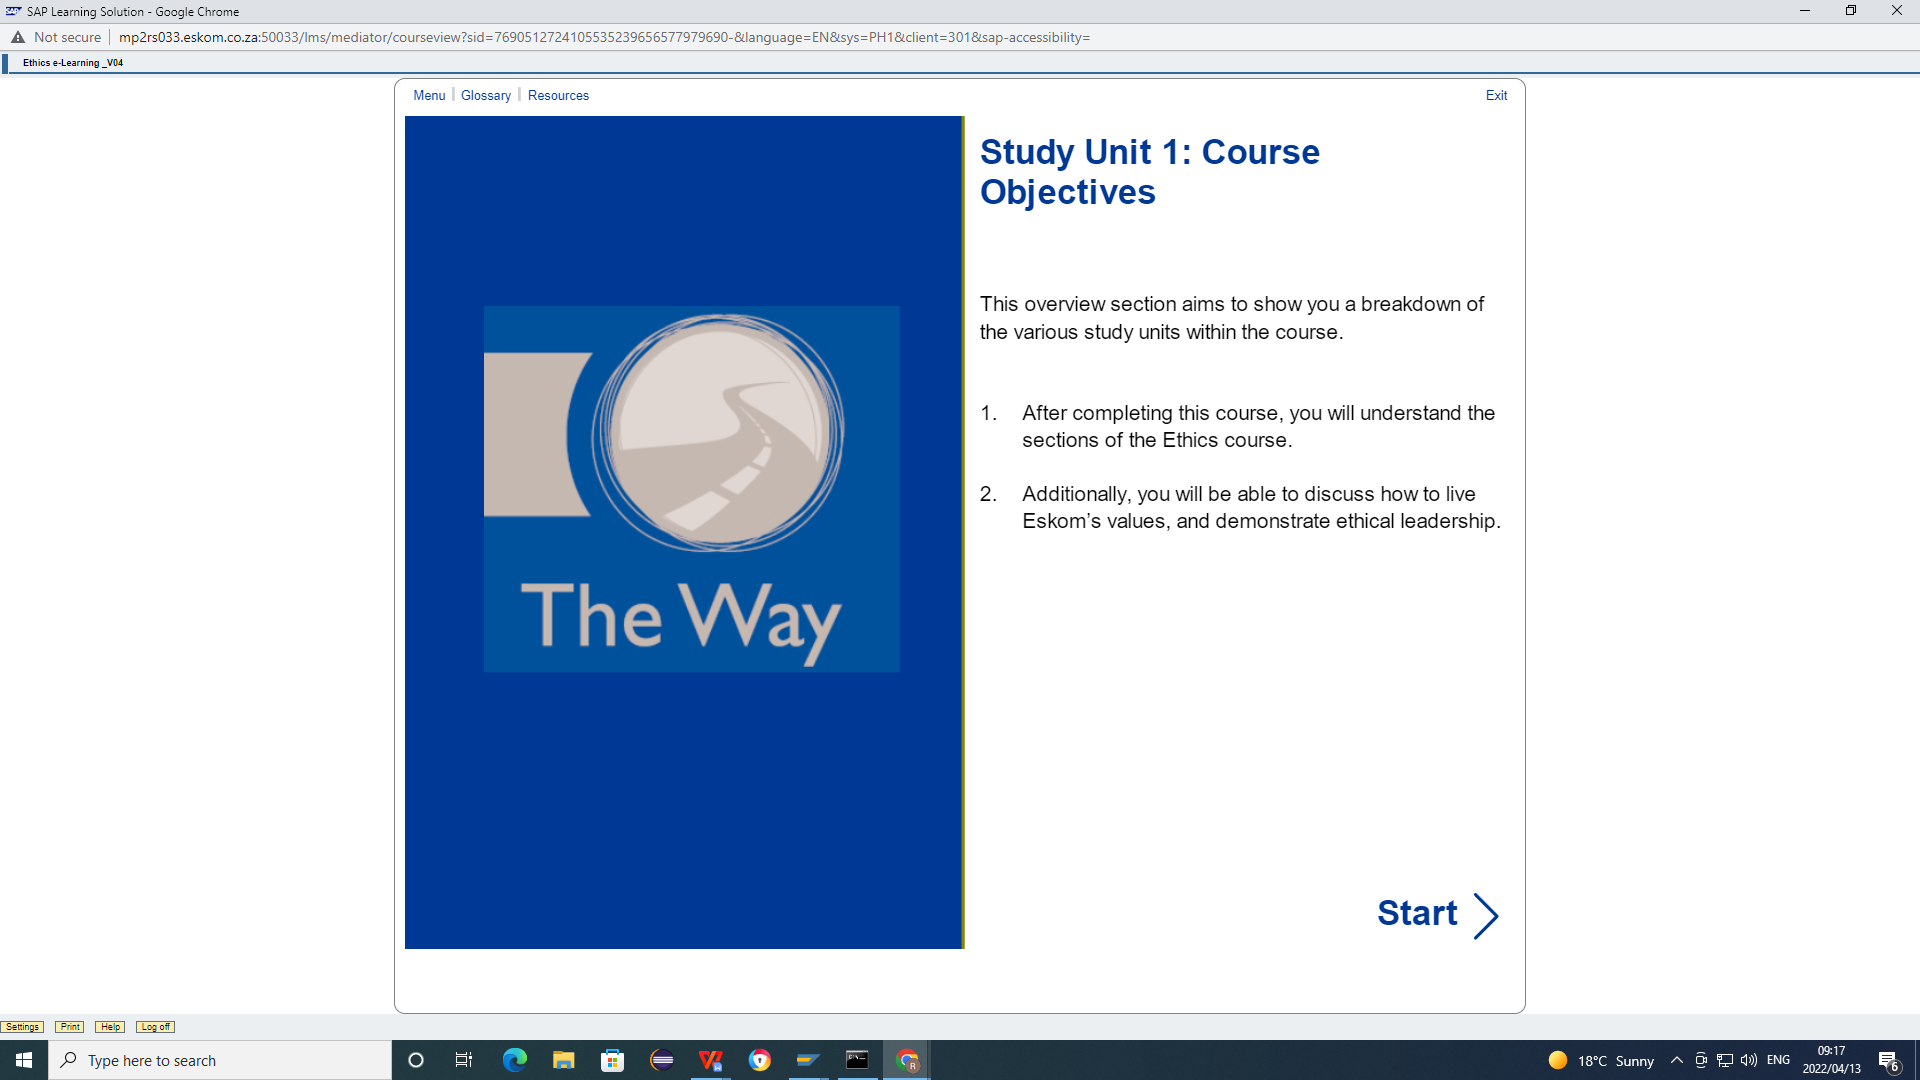 SAP Learning Solution - Google Chrome
Not secure | mp2rs033.eskom.co.za:50033/lms/mediator/courseview?sid=7690512724105535239656577979690-&language=EN&sys=PH1&client=301&sap-accessibility=
Ethics e-Learning _V04
Menu | Glossary | Resources
Exit
Study Unit 1: Course
Objectives
This overview section aims to show you a breakdown of
the various study units within the course.
1. After completing this course, you will understand the
sections of the Ethics course.
2. Additionally, you will be able to discuss how to live
Eskom’s values, and demonstrate ethical leadership.
The Way
Start
Settings Print Help Log off
Type here to search
18°C Sunny
ENG
09:17
2022/04/13
6